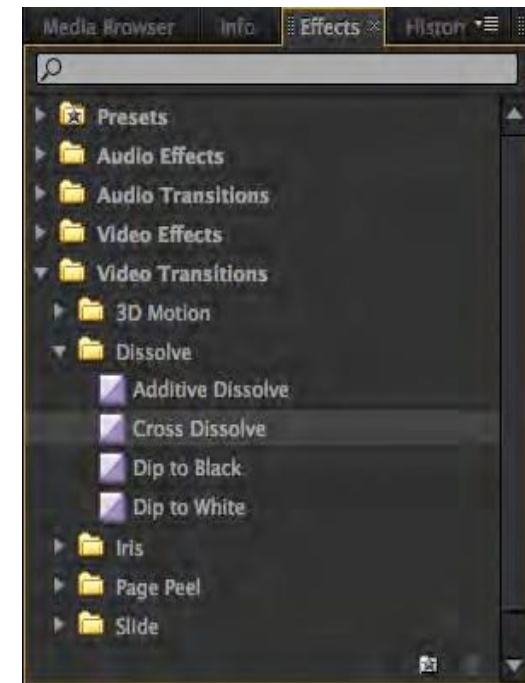 Media Browser Info Effects × History
Presets
Audio Effects
Audio Transitions
Video Effects
Video Transitions
3D Motion
Dissolve
Additive Dissolve
Cross Dissolve
Dip to Black
Dip to White
Iris
Page Peel
Slide